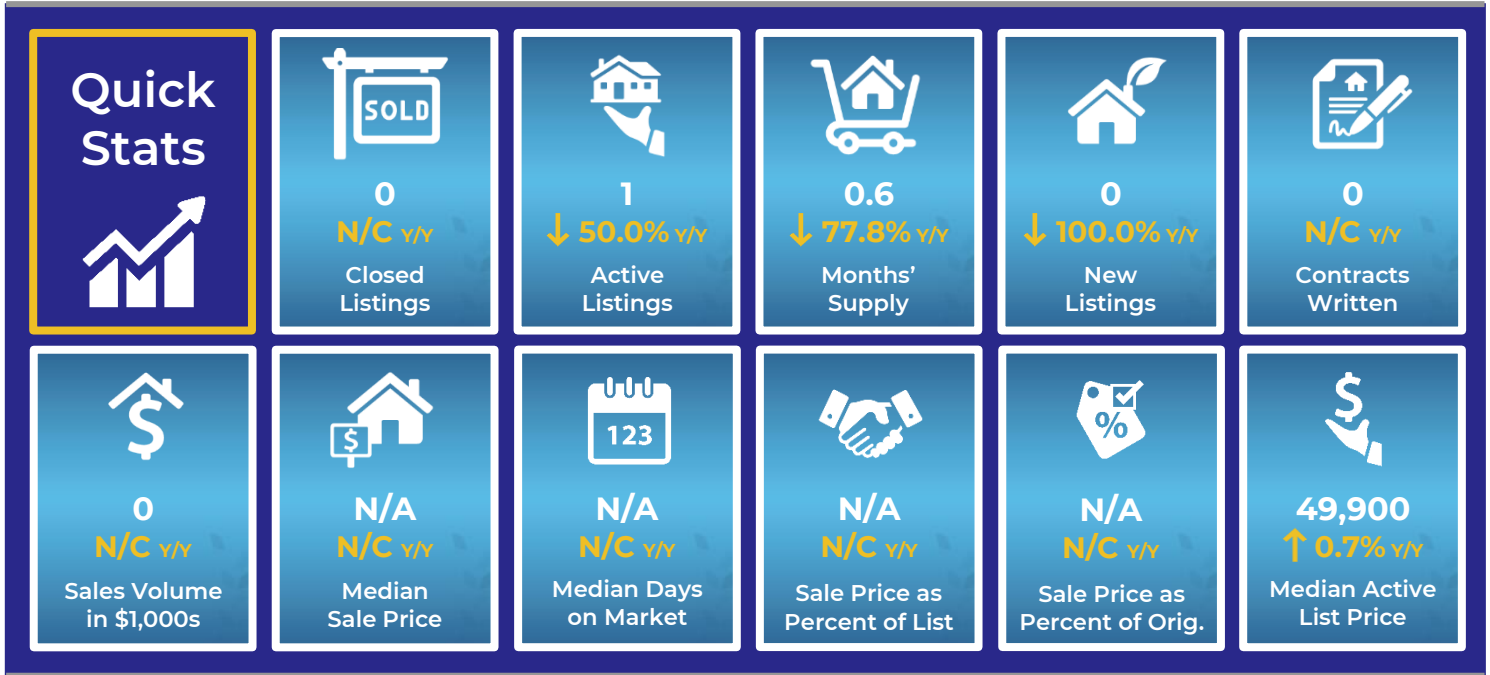 Quick
Stats
SOLD
0
N/C Y/Y
Closed
Listings
1
↓ 50.0% Y/Y
Active
Listings
0.6
↓ 77.8% Y/Y
Months’
Supply
0
↓ 100.0% Y/Y
New
Listings
0
N/C Y/Y
Contracts
Written
$
0
N/C Y/Y
Sales Volume
in $1,000s
$
N/A
N/C Y/Y
Median
Sale Price
123
N/A
N/C Y/Y
Median Days
on Market
N/A
N/C Y/Y
Sale Price as
Percent of List
%
N/A
N/C Y/Y
Sale Price as
Percent of Orig.
$
49,900
↑ 0.7% Y/Y
Median Active
List Price